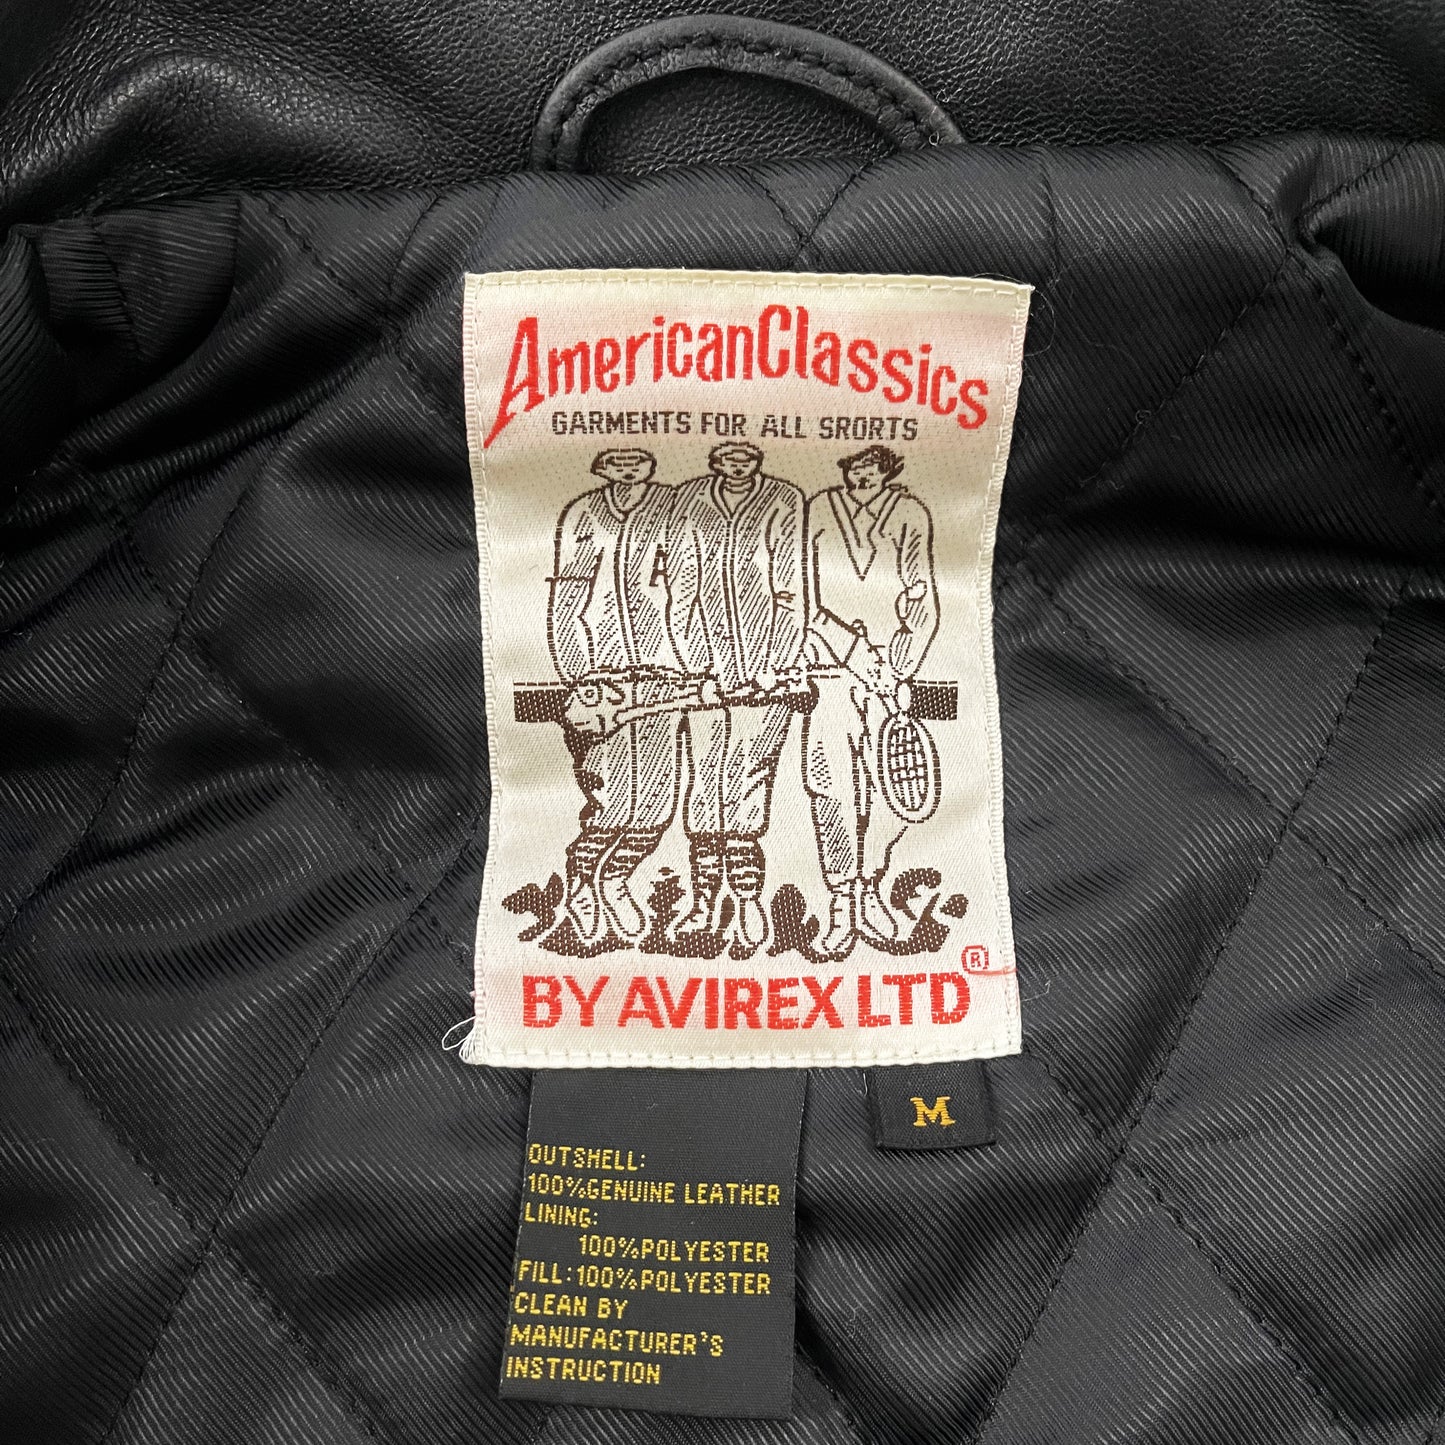 AmericanClassics
GARMENTS FOR ALL SRORTS
A
BY AVIREX LTD®
M
OUTSHELL:
100%GENUINE LEATHER
LINING:
100%POLYESTER
FILL:100%POLYESTER
CLEAN BY
MANUFACTURER'S
INSTRUCTION